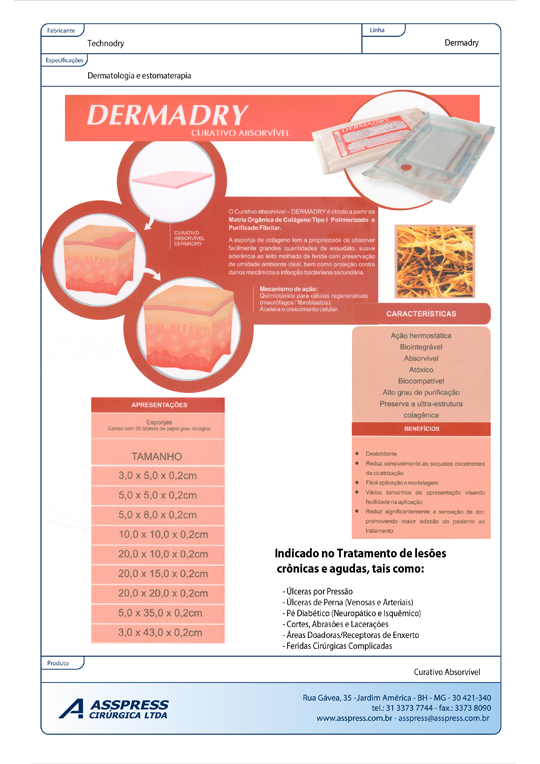 Fabricante
Technodry
Linha
Dermadry
Especificações
Dermatologia e estomaterapia
DERMADRY
CURATIVO ABSORVÍVEL
DERMADRY
CURATIVO
ABSORVÍVEL
DERMADRY
O Curativo absorvível – DERMADRY é obtido a partir da
Matriz Orgânica de Colágeno Tipo I Polimerizado e
Purificado Fibrilar.
A esponja de colágeno tem a propriedade de absorver
facilmente grandes quantidades de exsudato, suave
aderência ao leito molhado da ferida com preservação
de umidade ambiente ideal, bem como proteção contra
danos mecânicos e infecção bacteriana secundária.
Mecanismo de ação:
Quimiotáxico para células regenerativas
(macrófagos / fibroblastos).
Acelera o crescimento celular.
CARACTERÍSTICAS
Ação hermostática
Biointegrável
Absorvível
Atóxico
Biocompatível
Alto grau de purificação
Preserva a ultra-estrutura
colagênica
BENEFÍCIOS
● Desbridante
● Reduz sensivelmente as sequelas decorrentes
da cicatrização
● Fácil aplicação e modelagem
● Vários tamanhos de apresentação visando
facilidade na aplicação
● Reduz significantemente a sensação de dor,
promovendo maior adesão do paciente ao
tratamento
APRESENTAÇÕES
Esponjas
Caixas com 05 blisters de papel grau cirúrgico
TAMANHO
3,0 x 5,0 x 0,2cm
5,0 x 5,0 x 0,2cm
5,0 x 8,0 x 0,2cm
10,0 x 10,0 x 0,2cm
20,0 x 10,0 x 0,2cm
20,0 x 15,0 x 0,2cm
20,0 x 20,0 x 0,2cm
5,0 x 35,0 x 0,2cm
3,0 x 43,0 x 0,2cm
Indicado no Tratamento de lesões
crônicas e agudas, tais como:
- Úlceras por Pressão
- Úlceras de Perna (Venosas e Arteriais)
- Pé Diabético (Neuropático e Isquêmico)
- Cortes, Abrasões e Lacerações
- Áreas Doadoras/Receptoras de Enxerto
- Feridas Cirúrgicas Complicadas
Produto
Curativo Absorvível
ASSPRESS
CIRÚRGICA LTDA
Rua Gávea, 35 -Jardim América - BH - MG - 30 421-340
tel.: 31 3373 7744 - fax.: 3373 8090
www.asspress.com.br - asspress@asspress.com.br